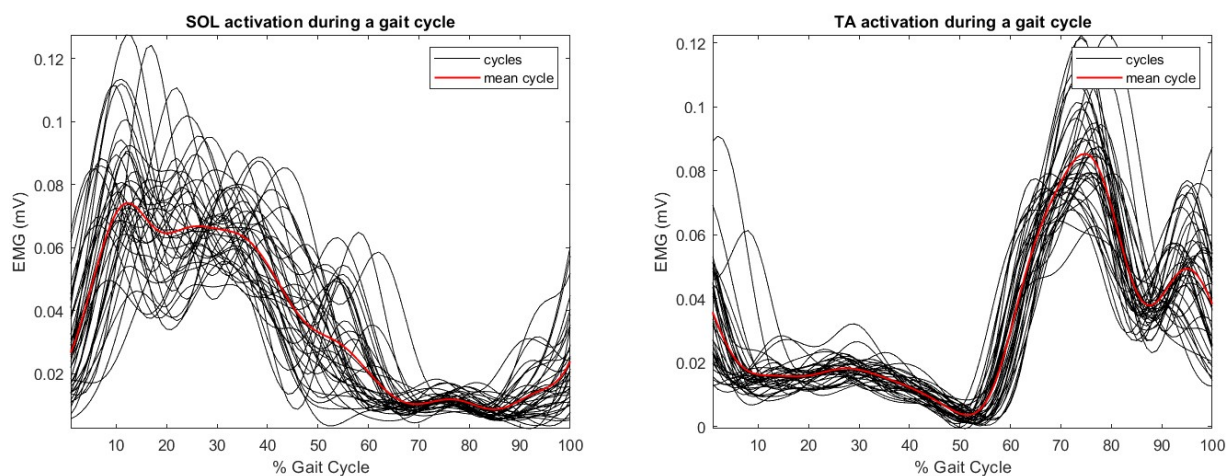 SOL activation during a gait cycle
0.12
0.1
0.08
0.06
0.04
0.02
EMG (mV)
cycles
mean cycle
10 20 30 40 50 60 70 80 90 100
% Gait Cycle
TA activation during a gait cycle
0.12
0.1
0.08
0.06
0.04
0.02
0
EMG (mV)
cycles
mean cycle
10 20 30 40 50 60 70 80 90 100
% Gait Cycle